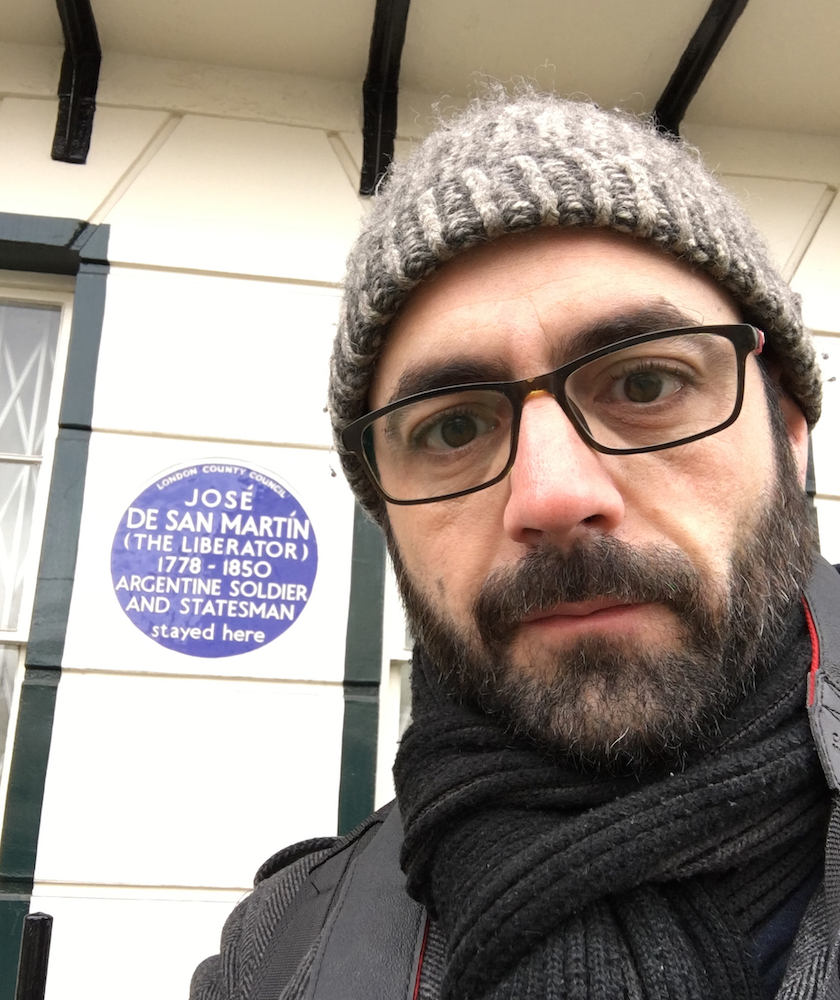 LONDON COUNTY COUNCIL
JOSÉ
DE SAN MARTÍN
(THE LIBERATOR)
1778 - 1850
ARGENTINE SOLDIER
AND STATESMAN
stayed here